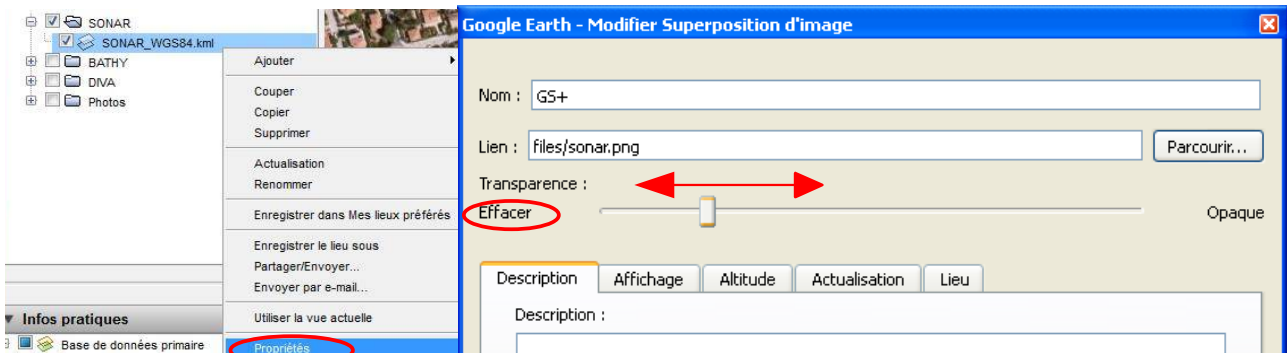 SONAR
SONAR_WGS84.kml
BATHY
DIVA
Photos
Infos pratiques
Base de données primaire
Ajouter
Couper
Copier
Supprimer
Actualisation
Renommer
Enregistrer dans Mes lieux préférés
Enregistrer le lieu sous
Partager/Envoyer...
Envoyer par e-mail...
Utiliser la vue actuelle
Propriétés
Google Earth - Modifier Superposition d'image
Nom : GS+
Lien : files/sonar.png Parcourir...
Transparence :
Effacer Opaque
Description Affichage Altitude Actualisation Lieu
Description :